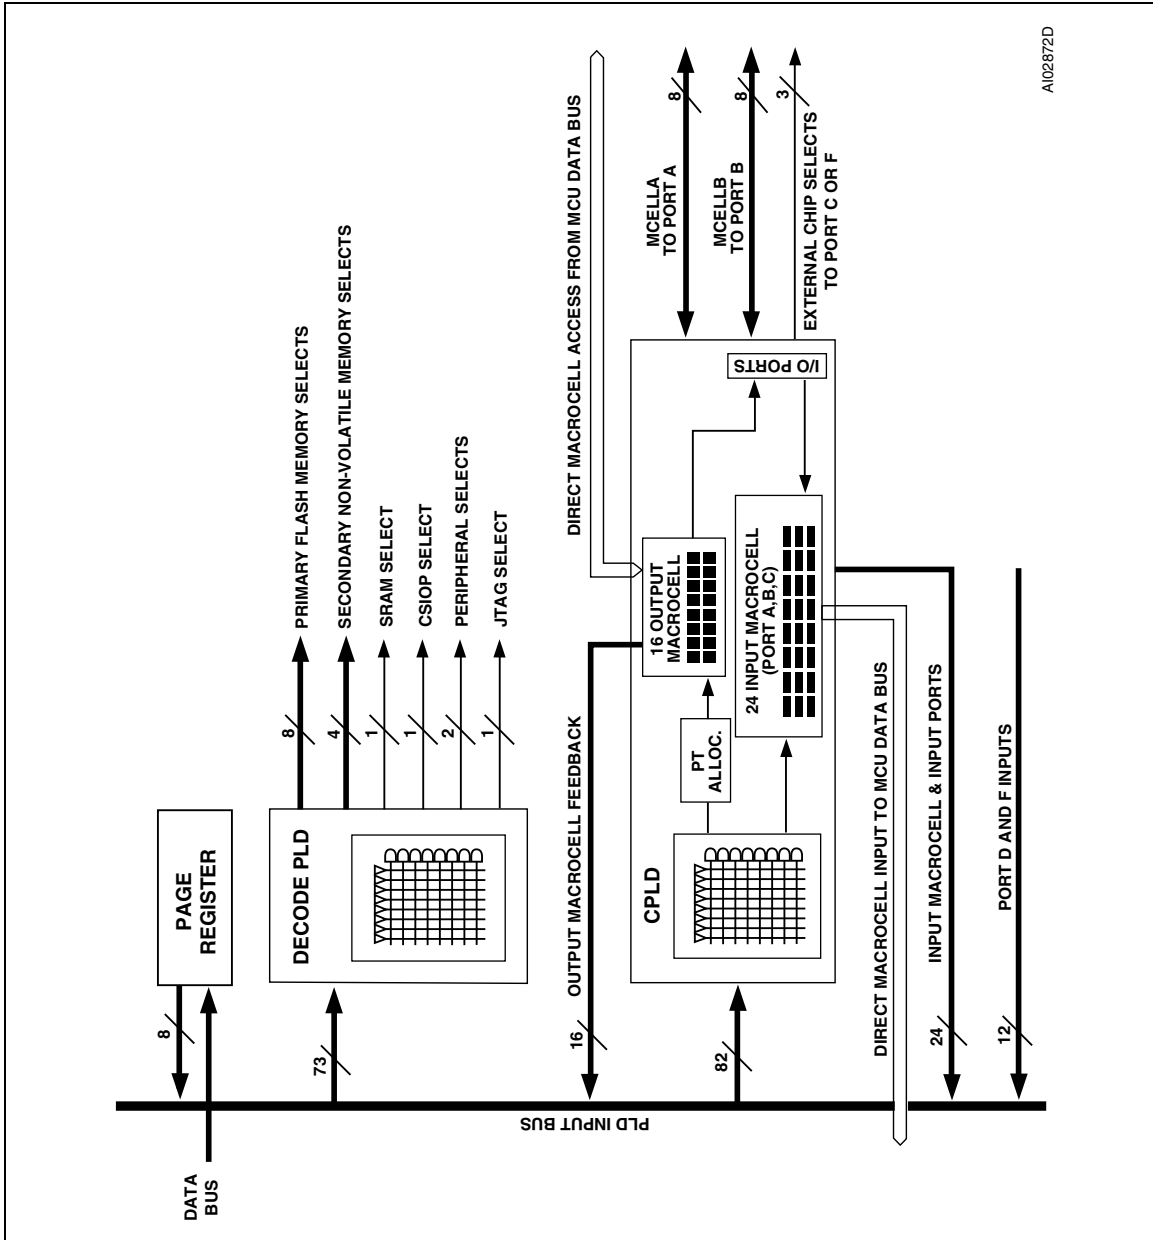 DATA
BUS
8
PAGE
REGISTER
73
DECODE PLD
8
PRIMARY FLASH MEMORY SELECTS
4
SECONDARY NON-VOLATILE MEMORY SELECTS
1
SRAM SELECT
1
CSIOP SELECT
2
PERIPHERAL SELECTS
1
JTAG SELECT
PLD INPUT BUS
16
OUTPUT MACROCELL FEEDBACK
DIRECT MACROCELL ACCESS FROM MCU DATA BUS
82
CPLD
PT
ALLOC.
16 OUTPUT
MACROCELL
24 INPUT MACROCELL
(PORT A,B,C)
I/O PORTS
MCELLA
TO PORT A
8
MCELLB
TO PORT B
8
EXTERNAL CHIP SELECTS
TO PORT C OR F
3
DIRECT MACROCELL INPUT TO MCU DATA BUS
24
INPUT MACROCELL & INPUT PORTS
12
PORT D AND F INPUTS
AI02872D